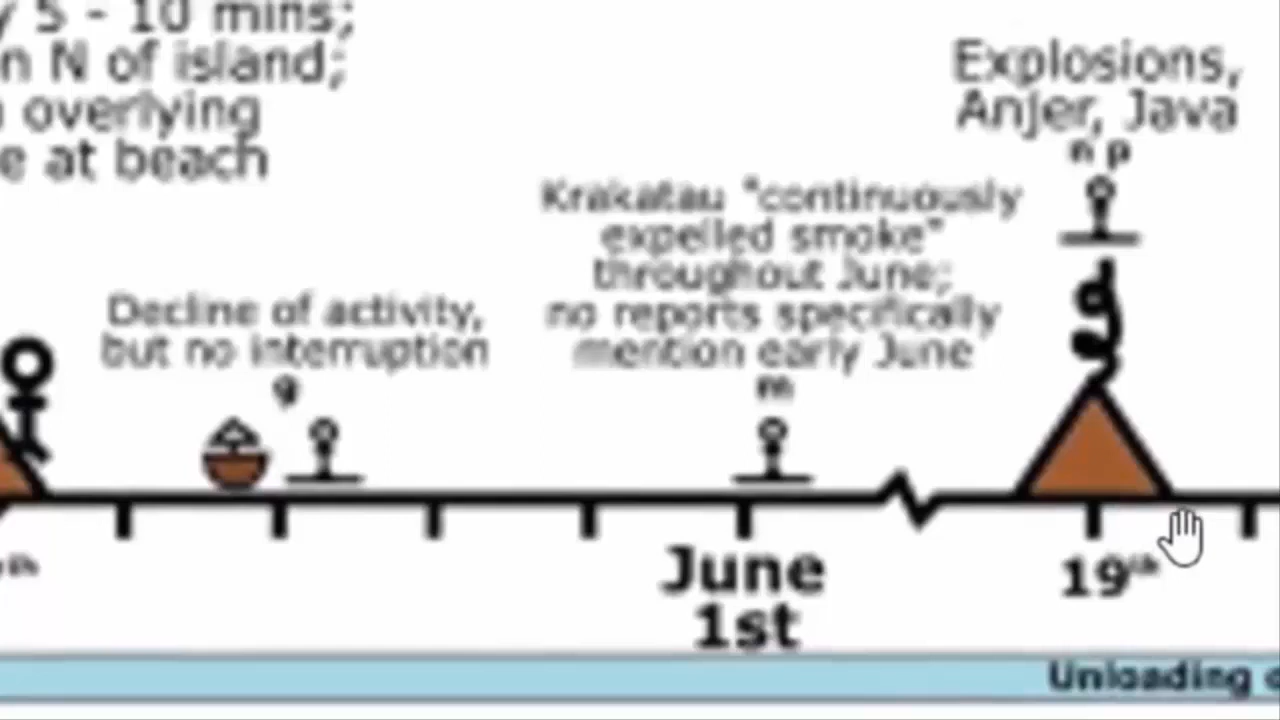 y 5 - 10 mins;
n N of island;
overlying
e at beach
Explosions,
Anjer, Java
n p
Krakatau "continuously
expelled smoke"
throughout June;
no reports specifically
mention early June
m
Decline of activity,
but no interruption
g
June
1st
19th
Unloading